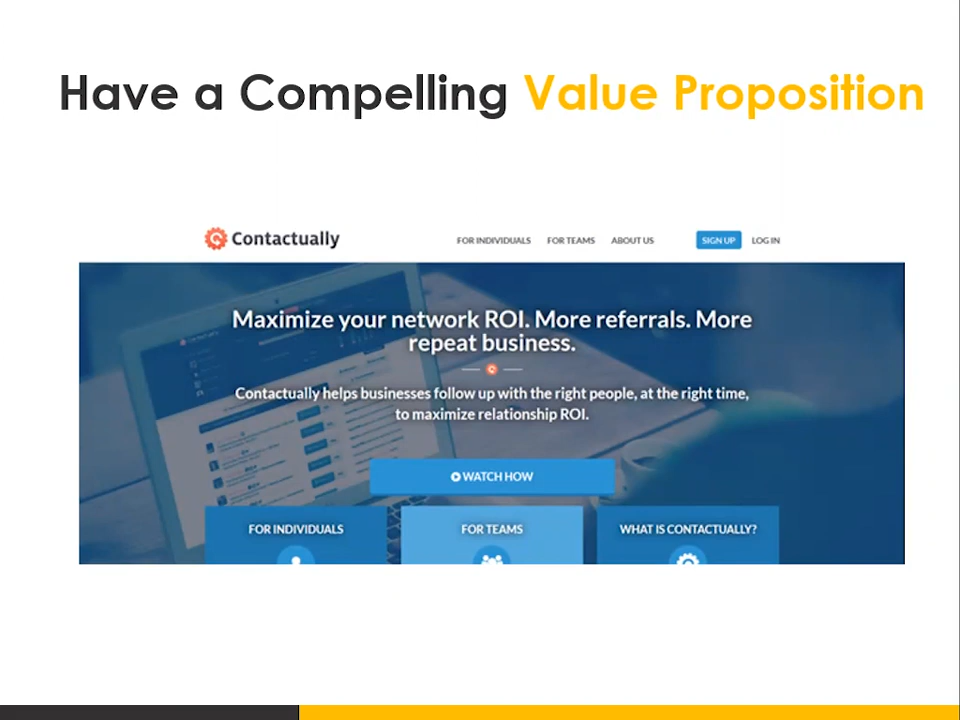 Have a Compelling Value Proposition
Contactually
FOR INDIVIDUALS FOR TEAMS ABOUT US SIGN UP LOG IN
Maximize your network ROI. More referrals. More
repeat business.
Contactually helps businesses follow up with the right people, at the right time,
to maximize relationship ROI.
WATCH HOW
FOR INDIVIDUALS FOR TEAMS WHAT IS CONTACTUALLY?